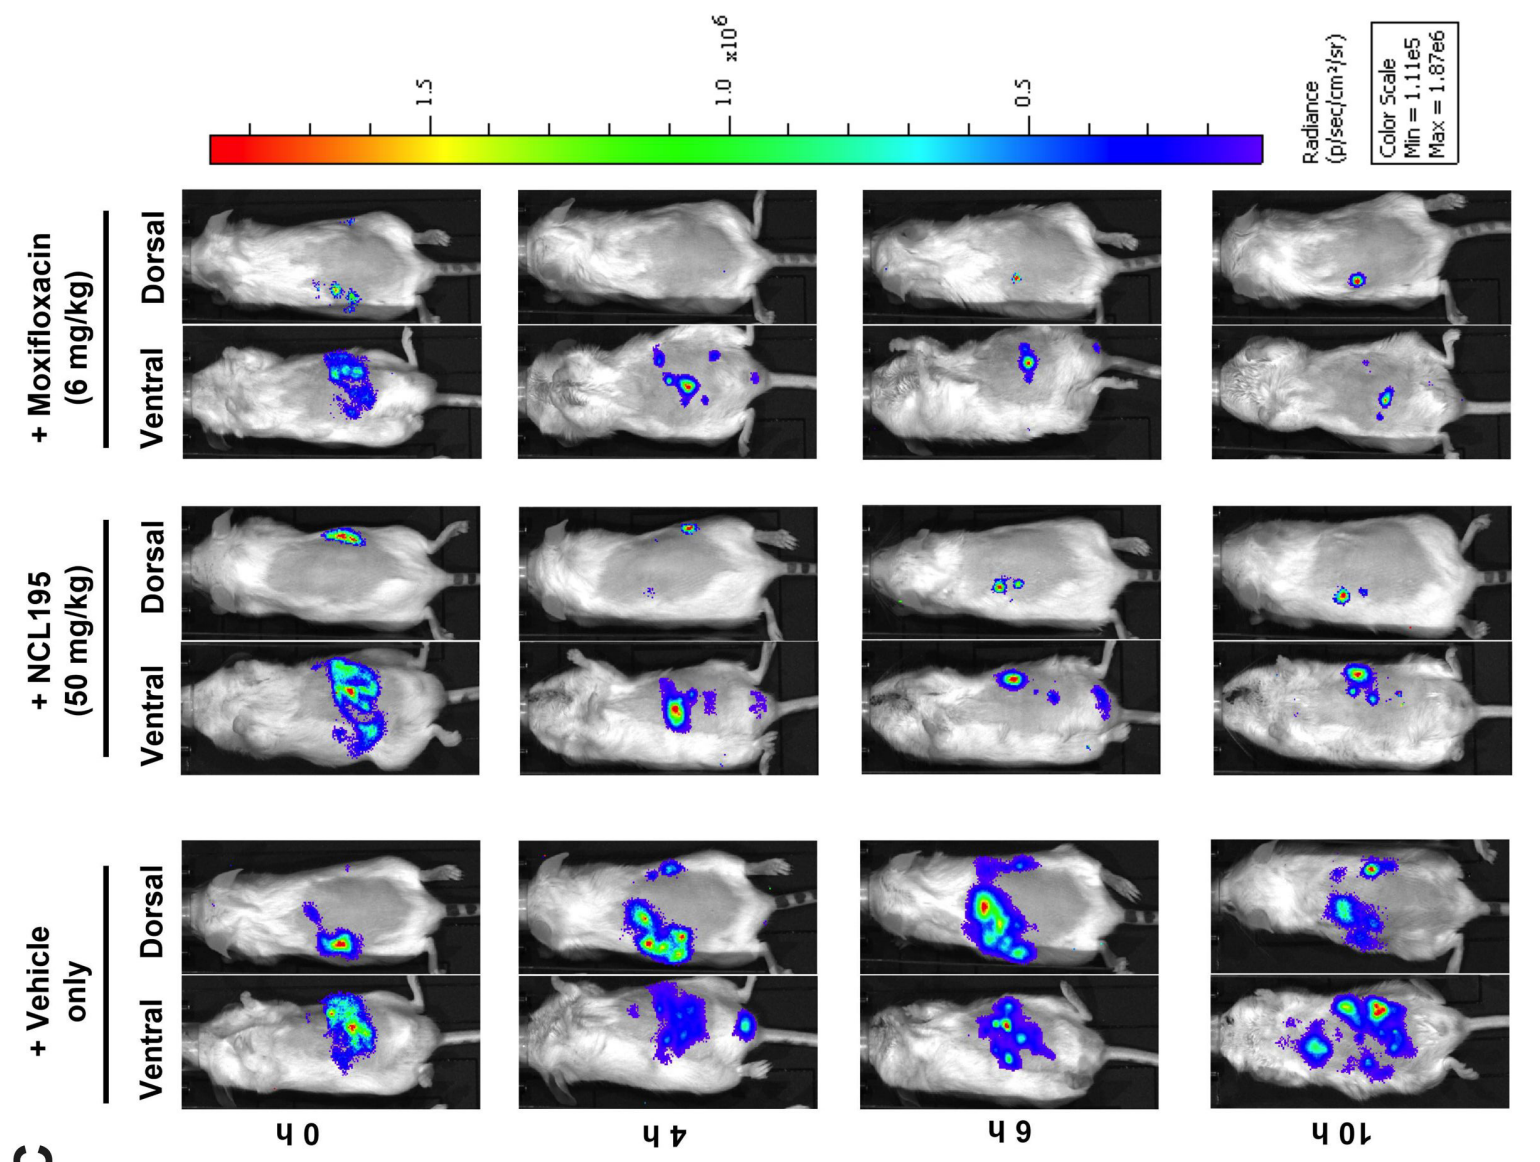 C
+ Vehicle
only
+ NCL195
(50 mg/kg)
+ Moxifloxacin
(6 mg/kg)
Ventral
Dorsal
Ventral
Dorsal
Ventral
Dorsal
0 h
4 h
6 h
10 h
1.5
1.0
x10⁶
0.5
Radiance
(p/sec/cm²/sr)
Color Scale
Min = 1.11e5
Max = 1.87e6